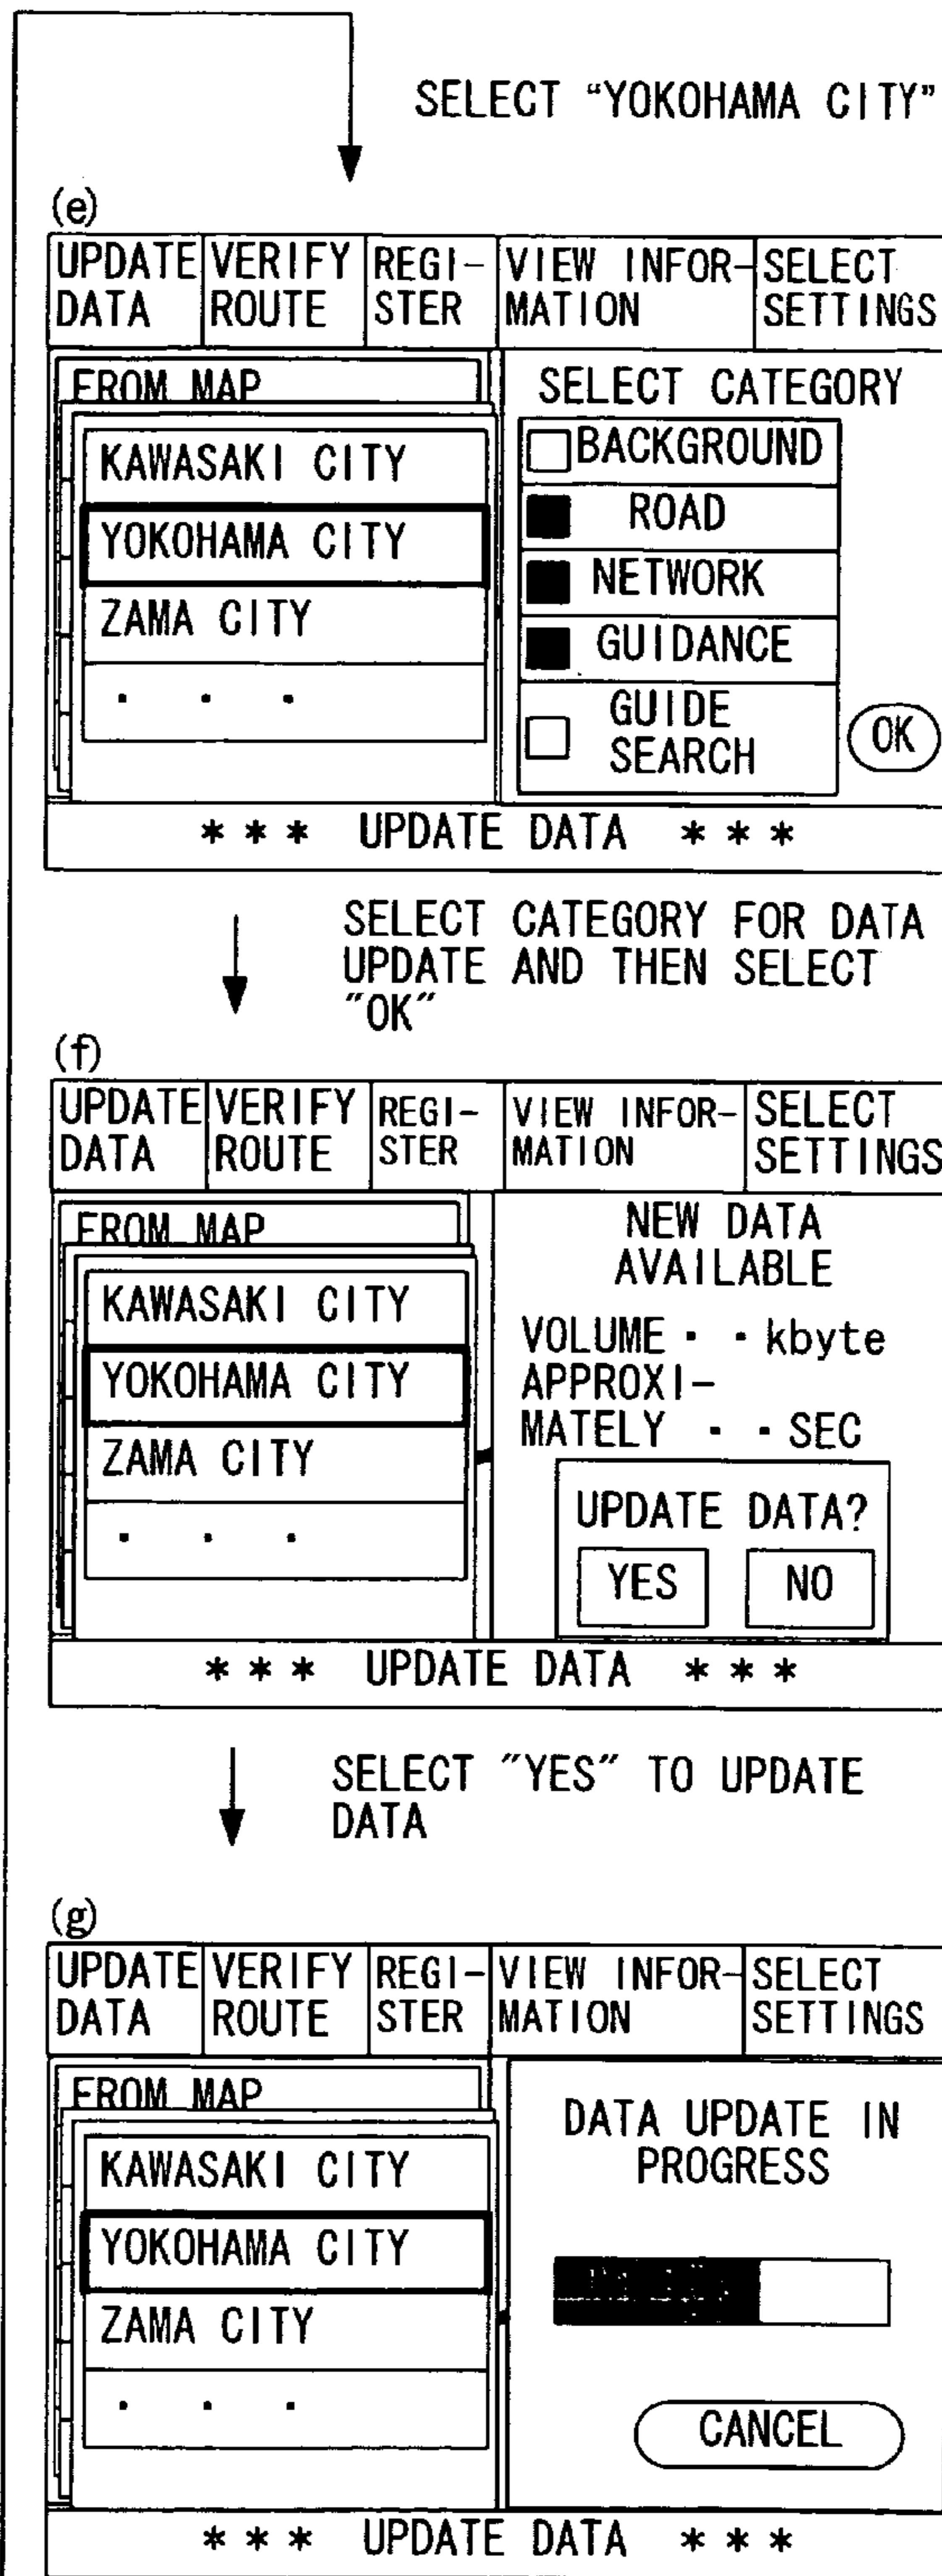 SELECT “YOKOHAMA CITY”
(e)
UPDATE DATA
VERIFY ROUTE
REGI-
STER
VIEW INFOR-
MATION
SELECT SETTINGS
FROM MAP
KAWASAKI CITY
YOKOHAMA CITY
ZAMA CITY
· · ·
SELECT CATEGORY
BACKGROUND
ROAD
NETWORK
GUIDANCE
GUIDE
SEARCH
OK
* * * UPDATE DATA * * *
SELECT CATEGORY FOR DATA
UPDATE AND THEN SELECT
"OK"
(f)
UPDATE DATA
VERIFY ROUTE
REGI-
STER
VIEW INFOR-
MATION
SELECT SETTINGS
FROM MAP
KAWASAKI CITY
YOKOHAMA CITY
ZAMA CITY
· · ·
NEW DATA
AVAILABLE
VOLUME · · kbyte
APPROXI-
MATELY · · SEC
UPDATE DATA?
YES NO
* * * UPDATE DATA * * *
SELECT "YES" TO UPDATE
DATA
(g)
UPDATE DATA
VERIFY ROUTE
REGI-
STER
VIEW INFOR-
MATION
SELECT SETTINGS
FROM MAP
KAWASAKI CITY
YOKOHAMA CITY
ZAMA CITY
· · ·
DATA UPDATE IN
PROGRESS
CANCEL
* * * UPDATE DATA * * *